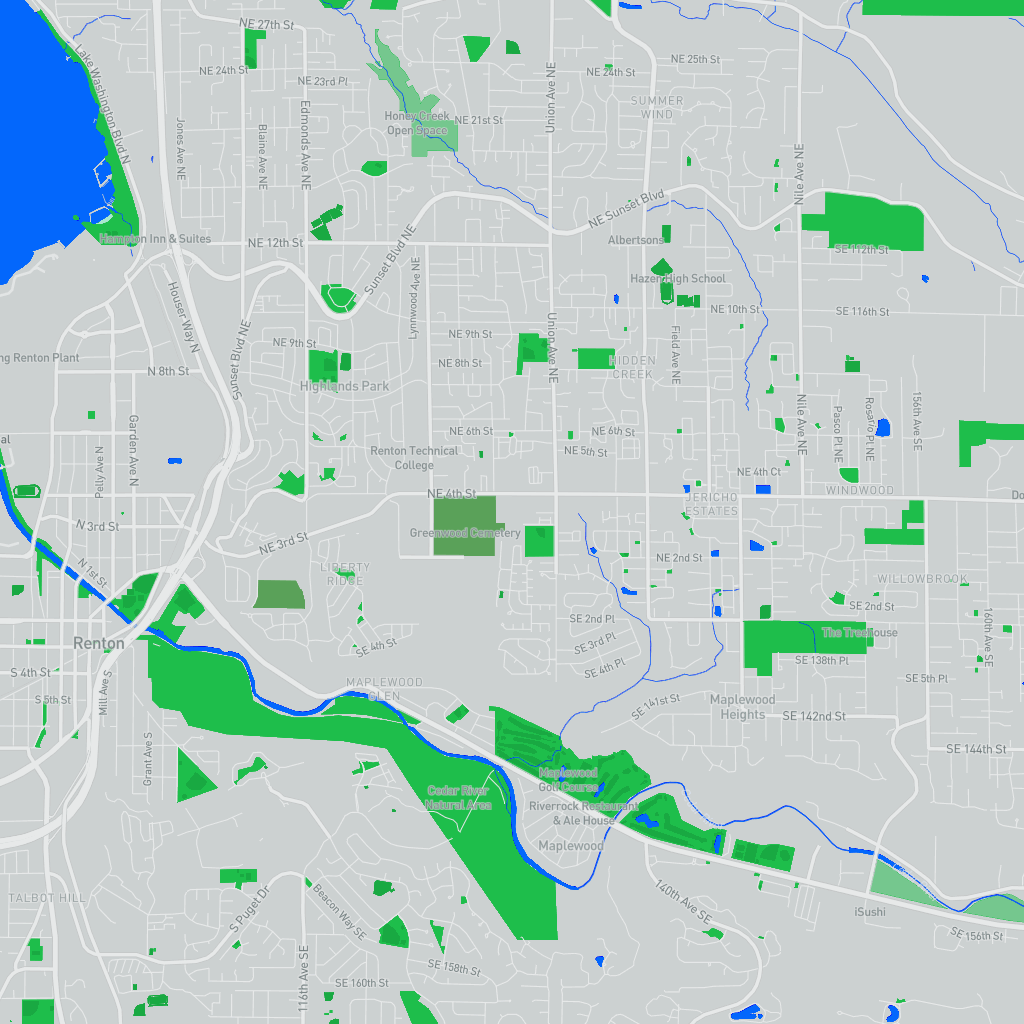 NE 27th St
Lake Washington Blvd N
NE 24th St
NE 23rd Pl
NE 24th St
NE 25th St
Union Ave NE
SUMMER
WIND
Edmonds Ave NE
Honey Creek
Open Space
NE 21st St
Jones Ave NE
Blaine Ave NE
Nile Ave NE
NE Sunset Blvd
Hampton Inn & Suites
NE 12th St
Sunset Blvd NE
Albertsons
SE 112th St
Lynnwood Ave NE
Hazen High School
Houser Way N
NE 10th St
SE 116th St
Sunset Blvd NE
NE 9th St
NE 9th St
Union Ave NE
Field Ave NE
ng Renton Plant
N 8th St
NE 8th St
HIDDEN
CREEK
Highlands Park
Garden Ave N
Nile Ave NE
Pasco Pl NE
Rosario Pl NE
156th Ave SE
NE 6th St
NE 6th St
al
Pelly Ave N
Renton Technical
College
NE 5th St
NE 4th Ct
NE 4th St
WINDWOOD
JERICHO
ESTATES
Do
N 3rd St
NE 3rd St
Greenwood Cemetery
N 1st St
LIBERTY
RIDGE
NE 2nd St
WILLOWBROOK
SE 2nd St
SE 2nd Pl
160th Ave SE
Renton
SE 4th St
SE 3rd Pl
The Treehouse
S 4th St
SE 4th Pl
SE 138th Pl
MAPLEWOOD
GLEN
SE 5th Pl
S 5th St
Mill Ave S
SE 141st St
Maplewood
Heights
SE 142nd St
Grant Ave S
SE 144th St
Maplewood
Golf Course
Cedar River
Natural Area
Riverrock Restaurant
& Ale House
Maplewood
TALBOT HILL
S Puget Dr
Beacon Way SE
140th Ave SE
iSushi
SE 156th St
116th Ave SE
SE 158th St
SE 160th St